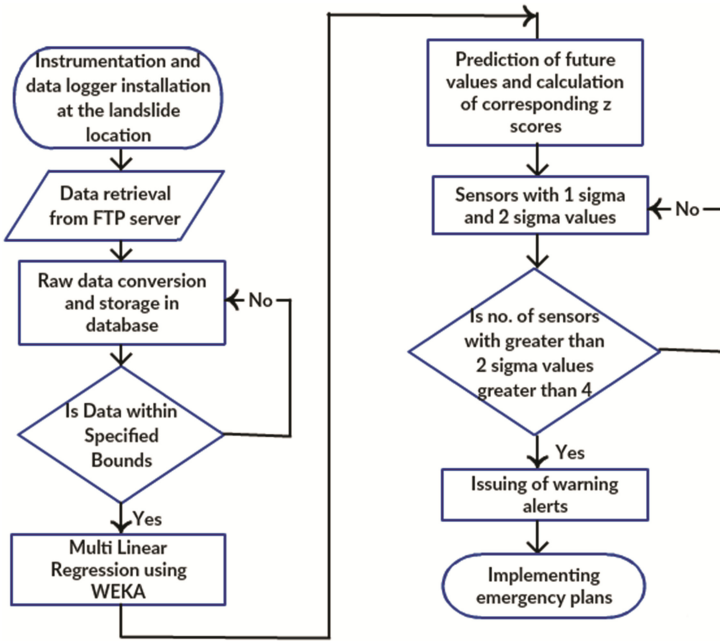 Instrumentation and
data logger installation
at the landslide
location
Data retrieval
from FTP server
Raw data conversion
and storage in
database
No
Is Data within
Specified
Bounds
Yes
Multi Linear
Regression using
WEKA
Prediction of future
values and calculation
of corresponding z
scores
Sensors with 1 sigma
and 2 sigma values
No
Is no. of sensors
with greater than
2 sigma values
greater than 4
Yes
Issuing of warning
alerts
Implementing
emergency plans